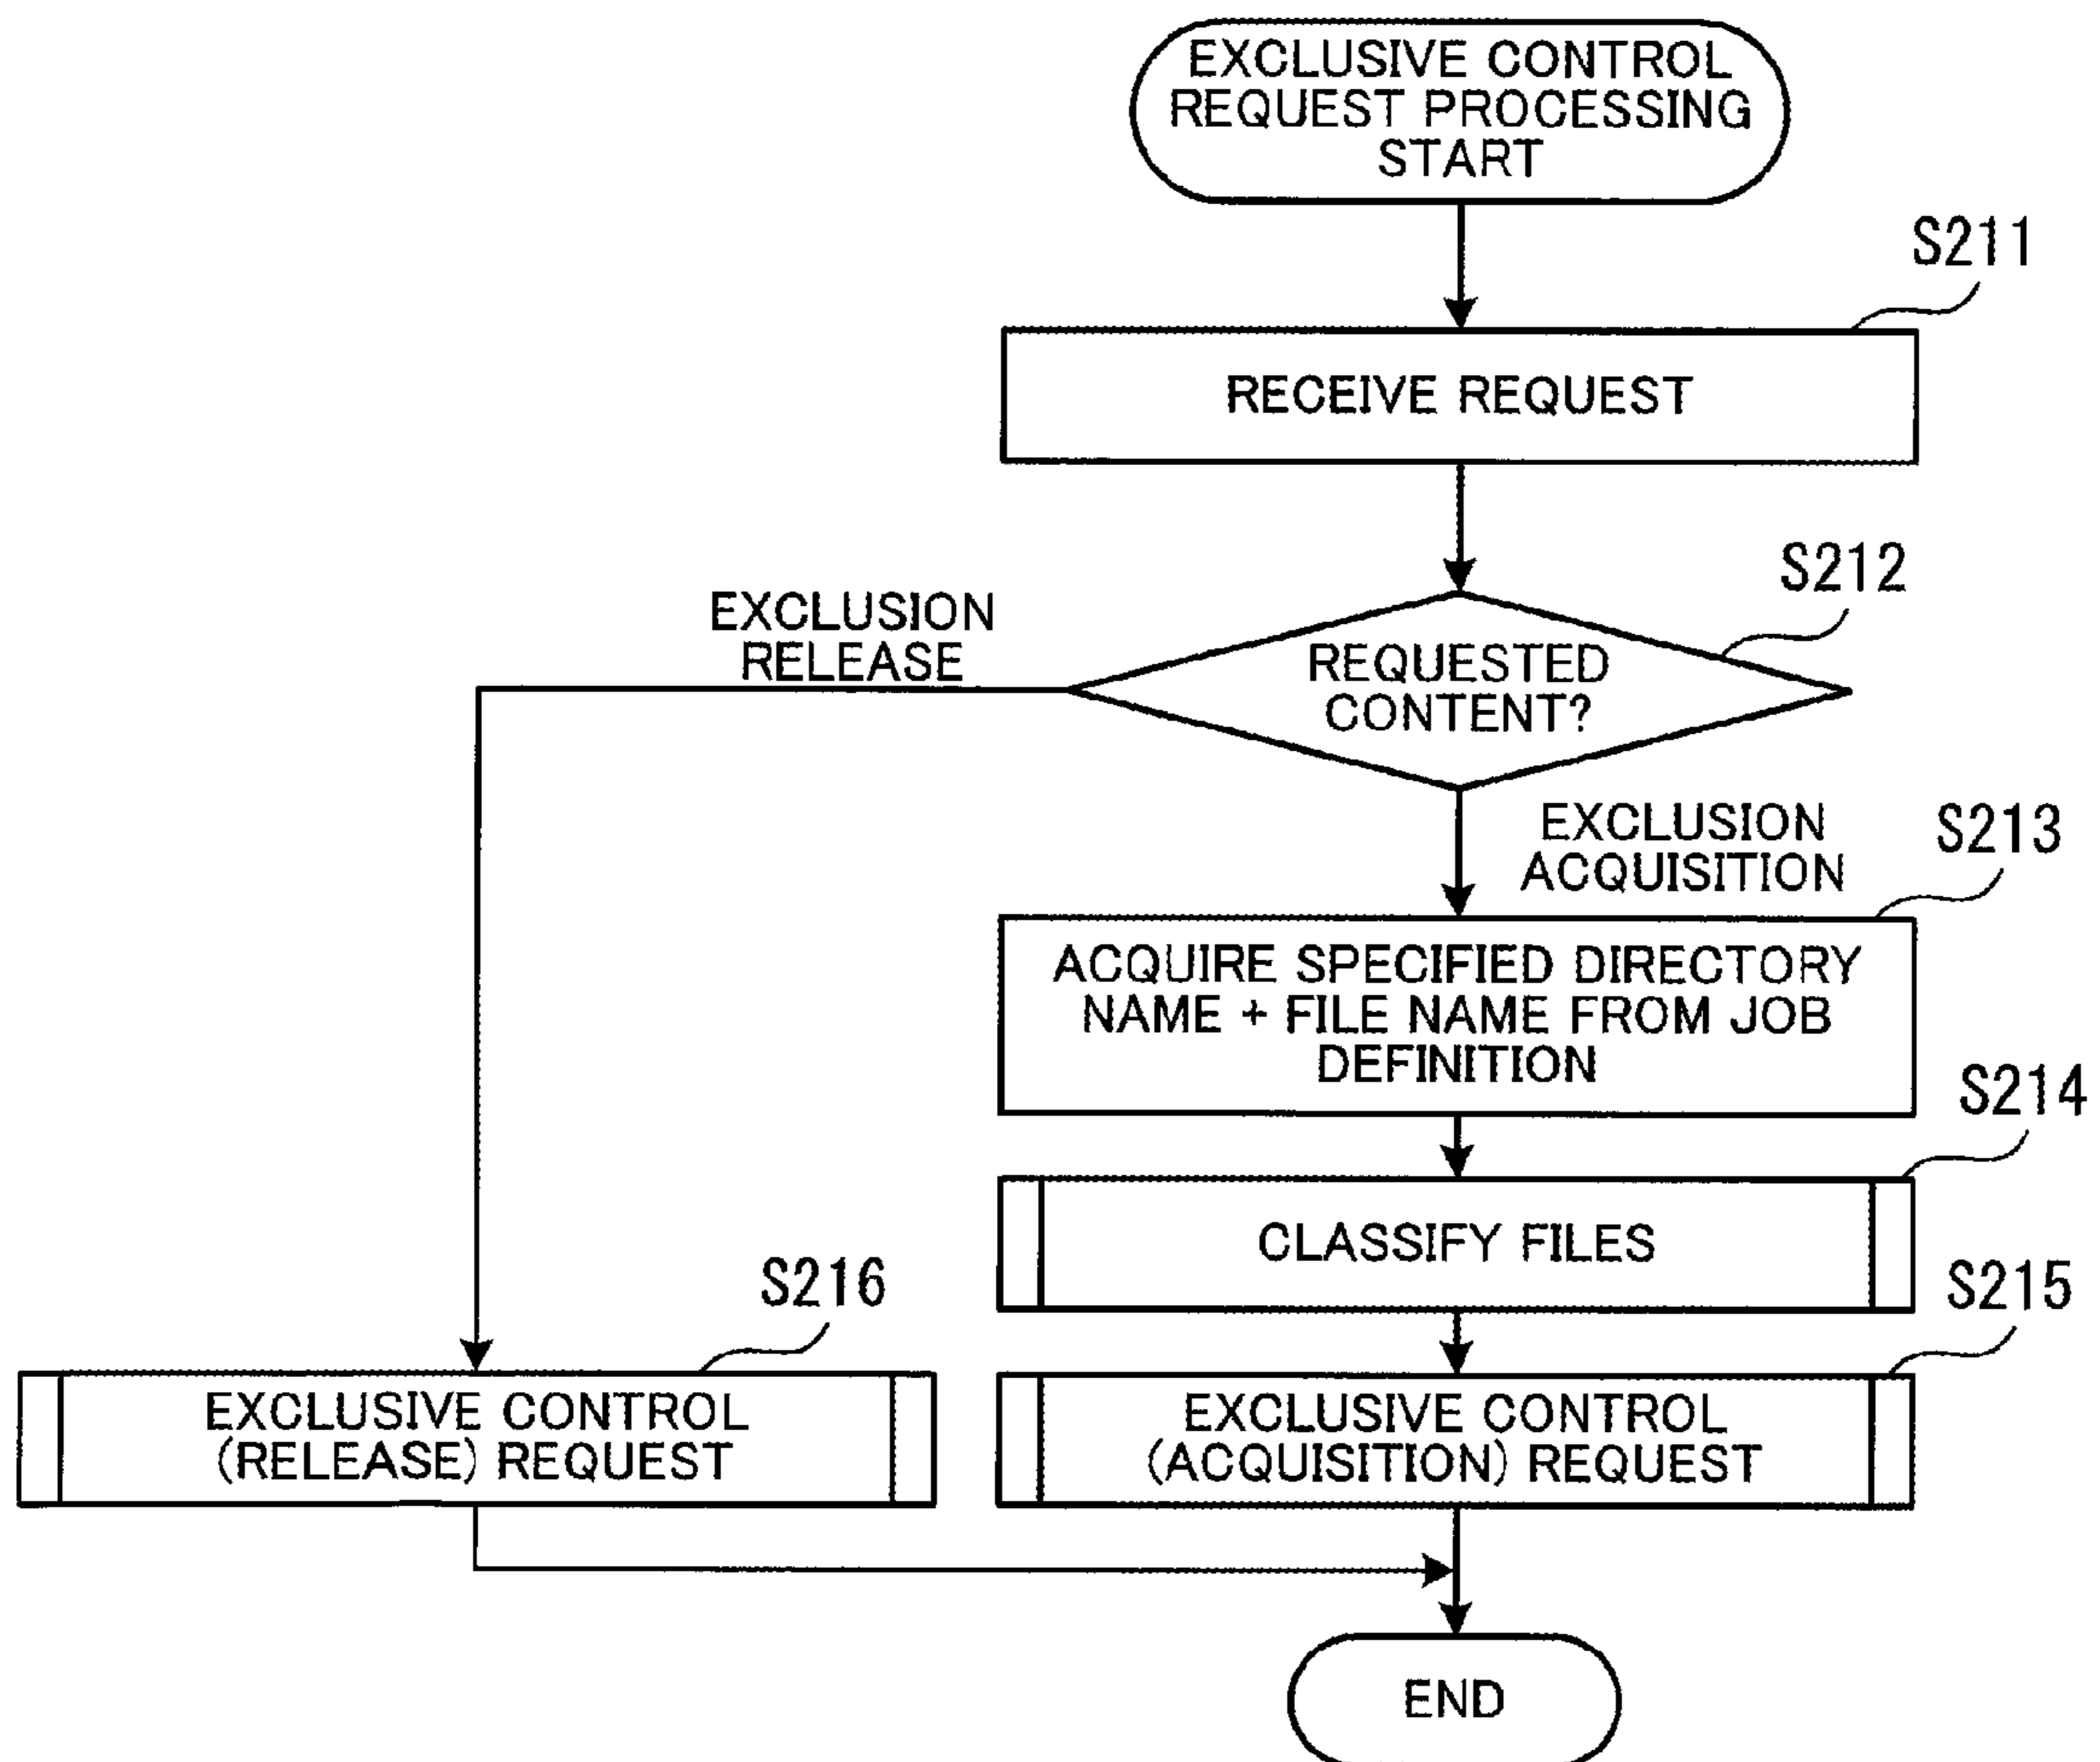 EXCLUSIVE CONTROL
REQUEST PROCESSING
START
S211
RECEIVE REQUEST
S212
REQUESTED
CONTENT?
EXCLUSION
RELEASE
EXCLUSION
ACQUISITION
S213
ACQUIRE SPECIFIED DIRECTORY
NAME + FILE NAME FROM JOB
DEFINITION
S214
CLASSIFY FILES
S215
EXCLUSIVE CONTROL
(ACQUISITION) REQUEST
S216
EXCLUSIVE CONTROL
(RELEASE) REQUEST
END